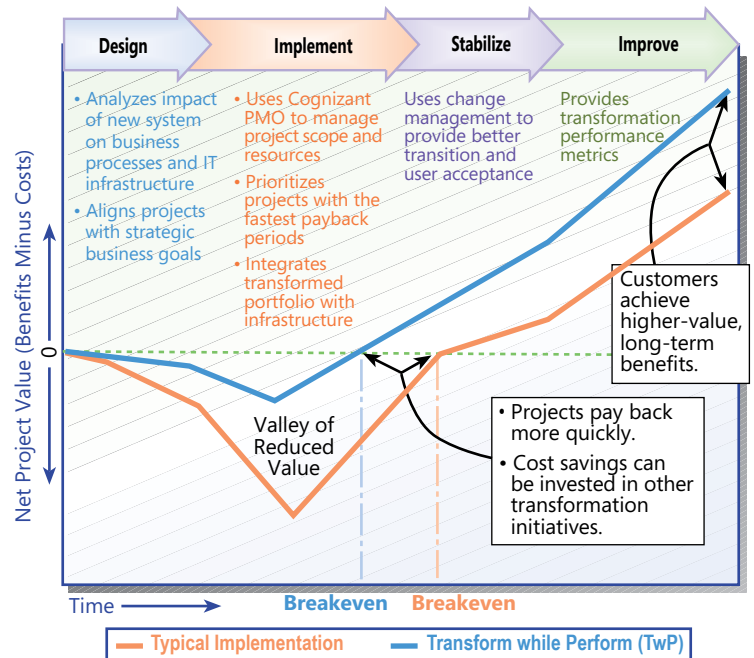 Design
Implement
Stabilize
Improve
• Analyzes impact
of new system
on business
processes and IT
infrastructure
• Aligns projects
with strategic
business goals
• Uses Cognizant
PMO to manage
project scope and
resources
• Prioritizes
projects with the
fastest payback
periods
• Integrates
transformed
portfolio with
infrastructure
Uses change
management to
provide better
transition and
user acceptance
Provides
transformation
performance
metrics
Net Project Value (Benefits Minus Costs)
0
Customers
achieve
higher-value,
long-term
benefits.
Valley of
Reduced
Value
• Projects pay back
more quickly.
• Cost savings can
be invested in other
transformation
initiatives.
Time
Breakeven
Breakeven
Typical Implementation
Transform while Perform (TwP)